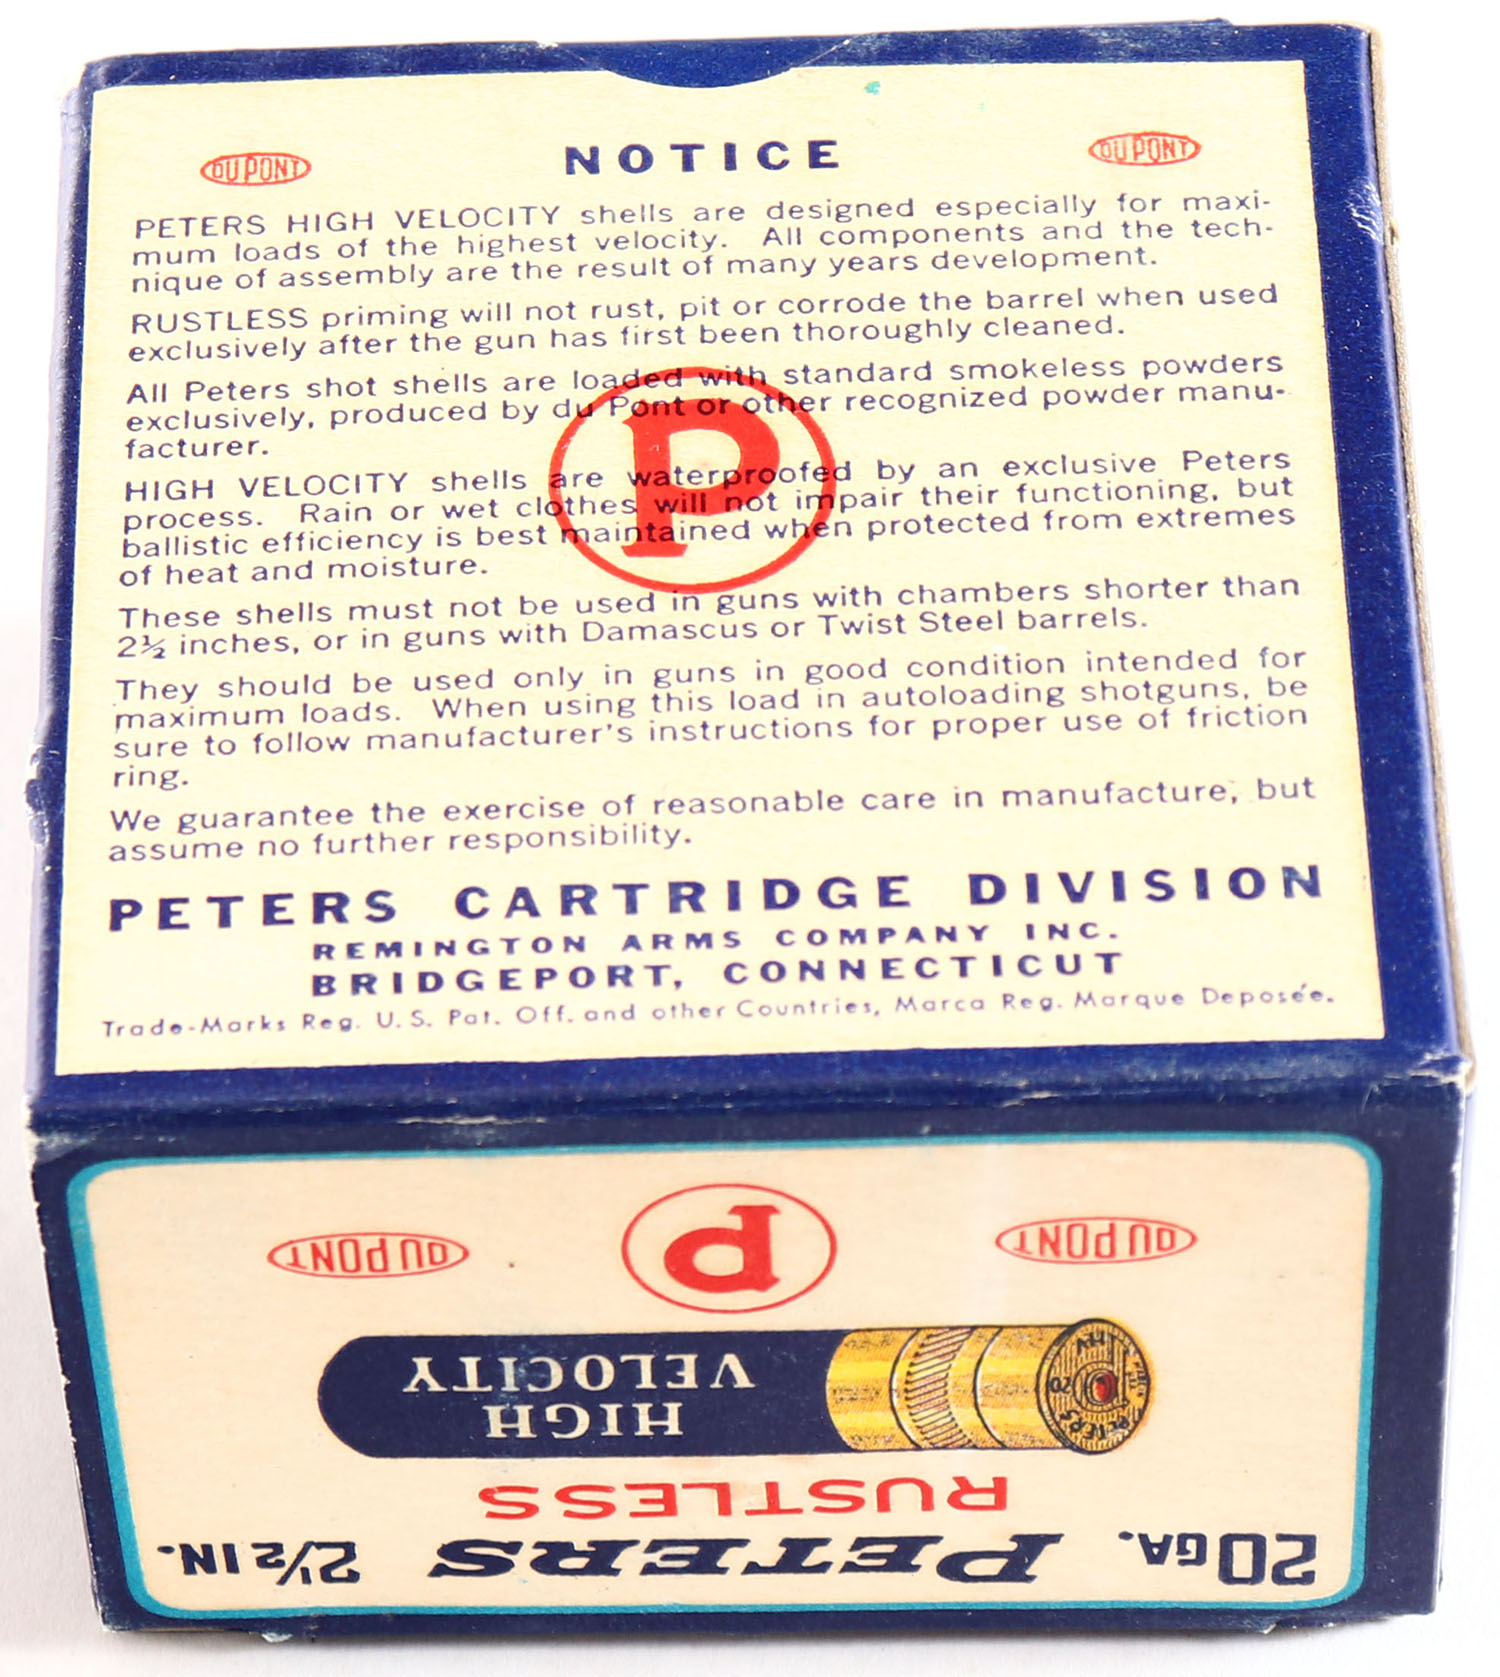 DU PONT
NOTICE
DU PONT
PETERS HIGH VELOCITY shells are designed especially for maxi-
mum loads of the highest velocity. All components and the tech-
nique of assembly are the result of many years development.
RUSTLESS priming will not rust, pit or corrode the barrel when used
exclusively after the gun has first been thoroughly cleaned.
All Peters shot shells are loaded with standard smokeless powders
exclusively, produced by du Pont or other recognized powder manu-
facturer.
HIGH VELOCITY shells are waterproofed by an exclusive Peters
process. Rain or wet clothes will not impair their functioning, but
ballistic efficiency is best maintained when protected from extremes
of heat and moisture.
These shells must not be used in guns with chambers shorter than
2½ inches, or in guns with Damascus or Twist Steel barrels.
They should be used only in guns in good condition intended for
maximum loads. When using this load in autoloading shotguns, be
sure to follow manufacturer's instructions for proper use of friction
ring.
We guarantee the exercise of reasonable care in manufacture, but
assume no further responsibility.
P
PETERS CARTRIDGE DIVISION
REMINGTON ARMS COMPANY INC.
BRIDGEPORT, CONNECTICUT
Trade-Marks Reg. U.S. Pat. Off. and other Countries, Marca Reg. Marque Deposée.
20 GA. PETERS 2½ IN.
RUSTLESS
HIGH
VELOCITY
PETERS
20
DU PONT
P
DU PONT